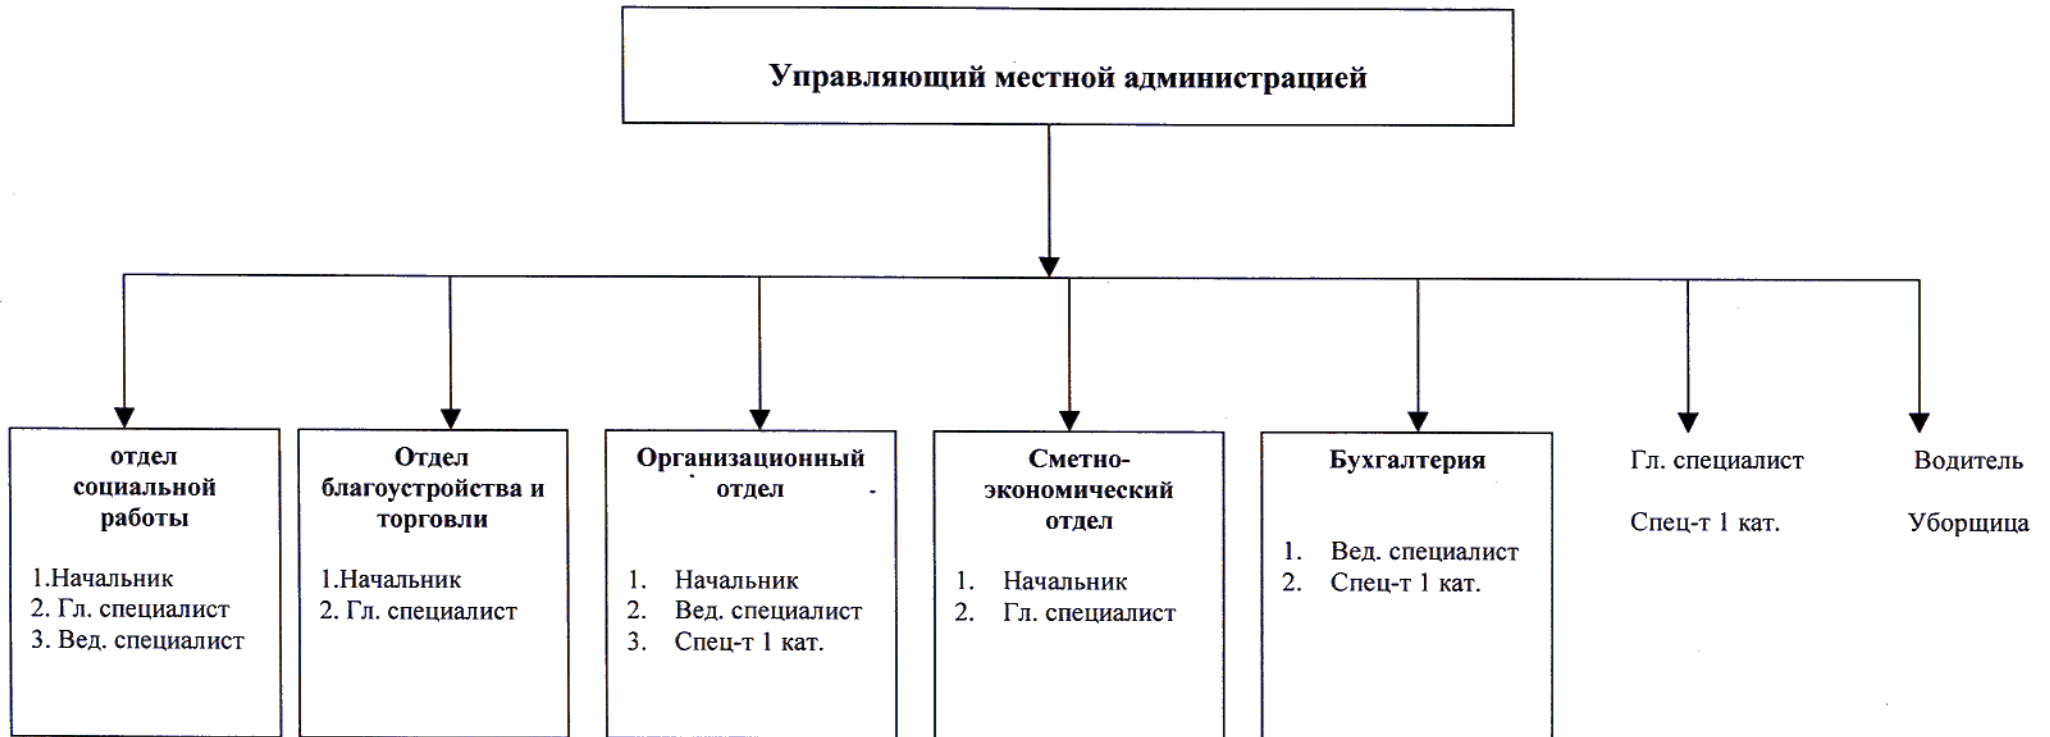 Управляющий местной администрацией
отдел
социальной
работы
1.Начальник
2. Гл. специалист
3. Вед. специалист
Отдел
благоустройства и
торговли
1.Начальник
2. Гл. специалист
Организационный
отдел
1. Начальник
2. Вед. специалист
3. Спец-т 1 кат.
Сметно-
экономический
отдел
1. Начальник
2. Гл. специалист
Бухгалтерия
1. Вед. специалист
2. Спец-т 1 кат.
Гл. специалист
Спец-т 1 кат.
Водитель
Уборщица